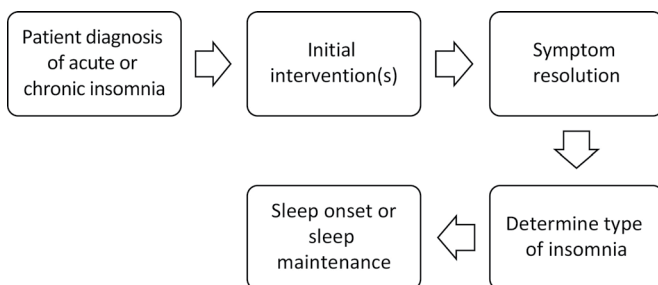 Patient diagnosis
of acute or
chronic insomnia
Initial
intervention(s)
Symptom
resolution
Determine type
of insomnia
Sleep onset or
sleep
maintenance